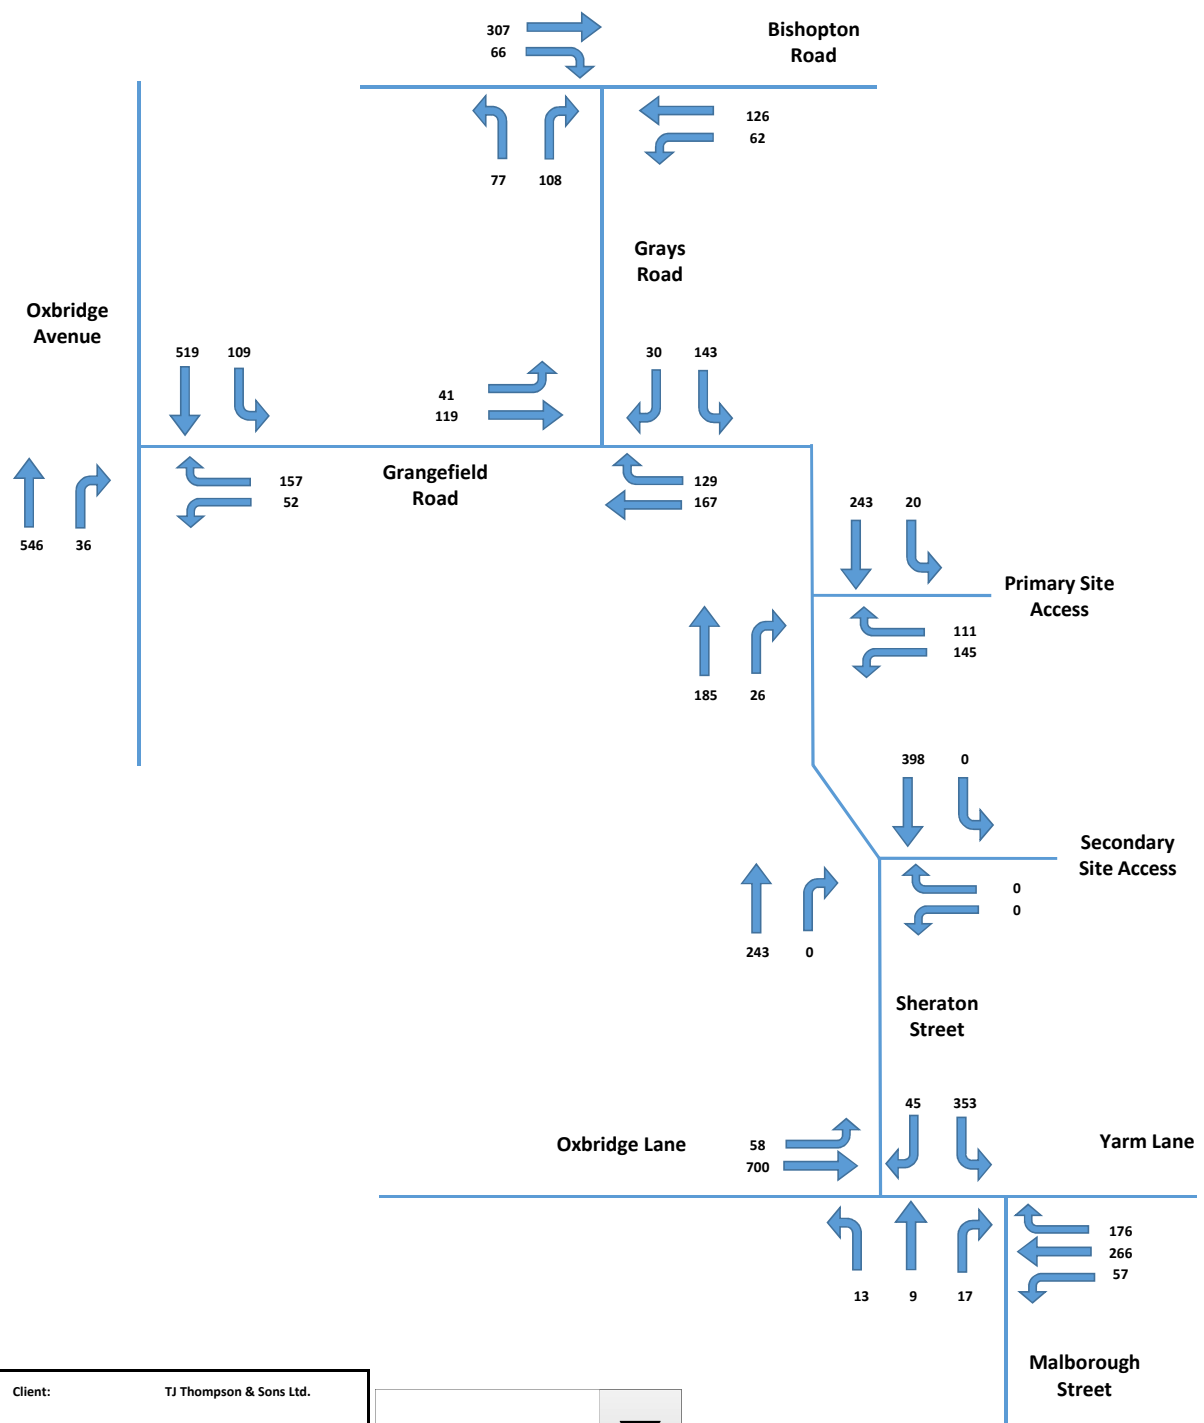 307
66
Bishopton
Road
126
62
77 108
Grays
Road
Oxbridge
Avenue
519 109
30 143
41
119
157
52
Grangefield
Road
129
167
546 36
243 20
Primary Site
Access
111
145
185 26
398 0
Secondary
Site Access
0
0
243 0
Sheraton
Street
45 353
Oxbridge Lane
58
700
Yarm Lane
176
266
57
13 9 17
Malborough
Street
Client: TJ Thompson & Sons Ltd.